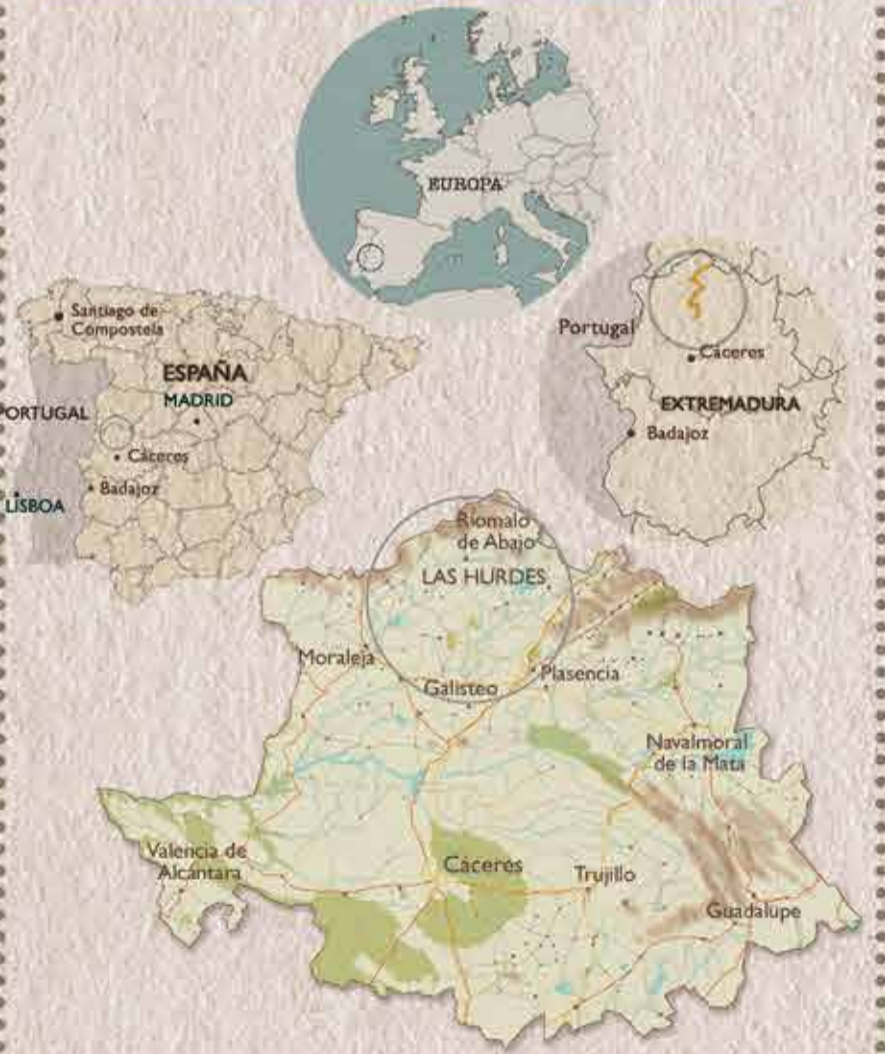 EUROPA
Santiago de
Compostela
ESPAÑA
MADRID
PORTUGAL
Cáceres
Badajoz
LISBOA
Portugal
Cáceres
EXTREMADURA
Badajoz
Riomalo
de Abajo
LAS HURDES
Moraleja
Galisteo
Plasencia
Navalmoral
de la Mata
Valencia de
Alcántara
Cáceres
Trujillo
Guadalupe